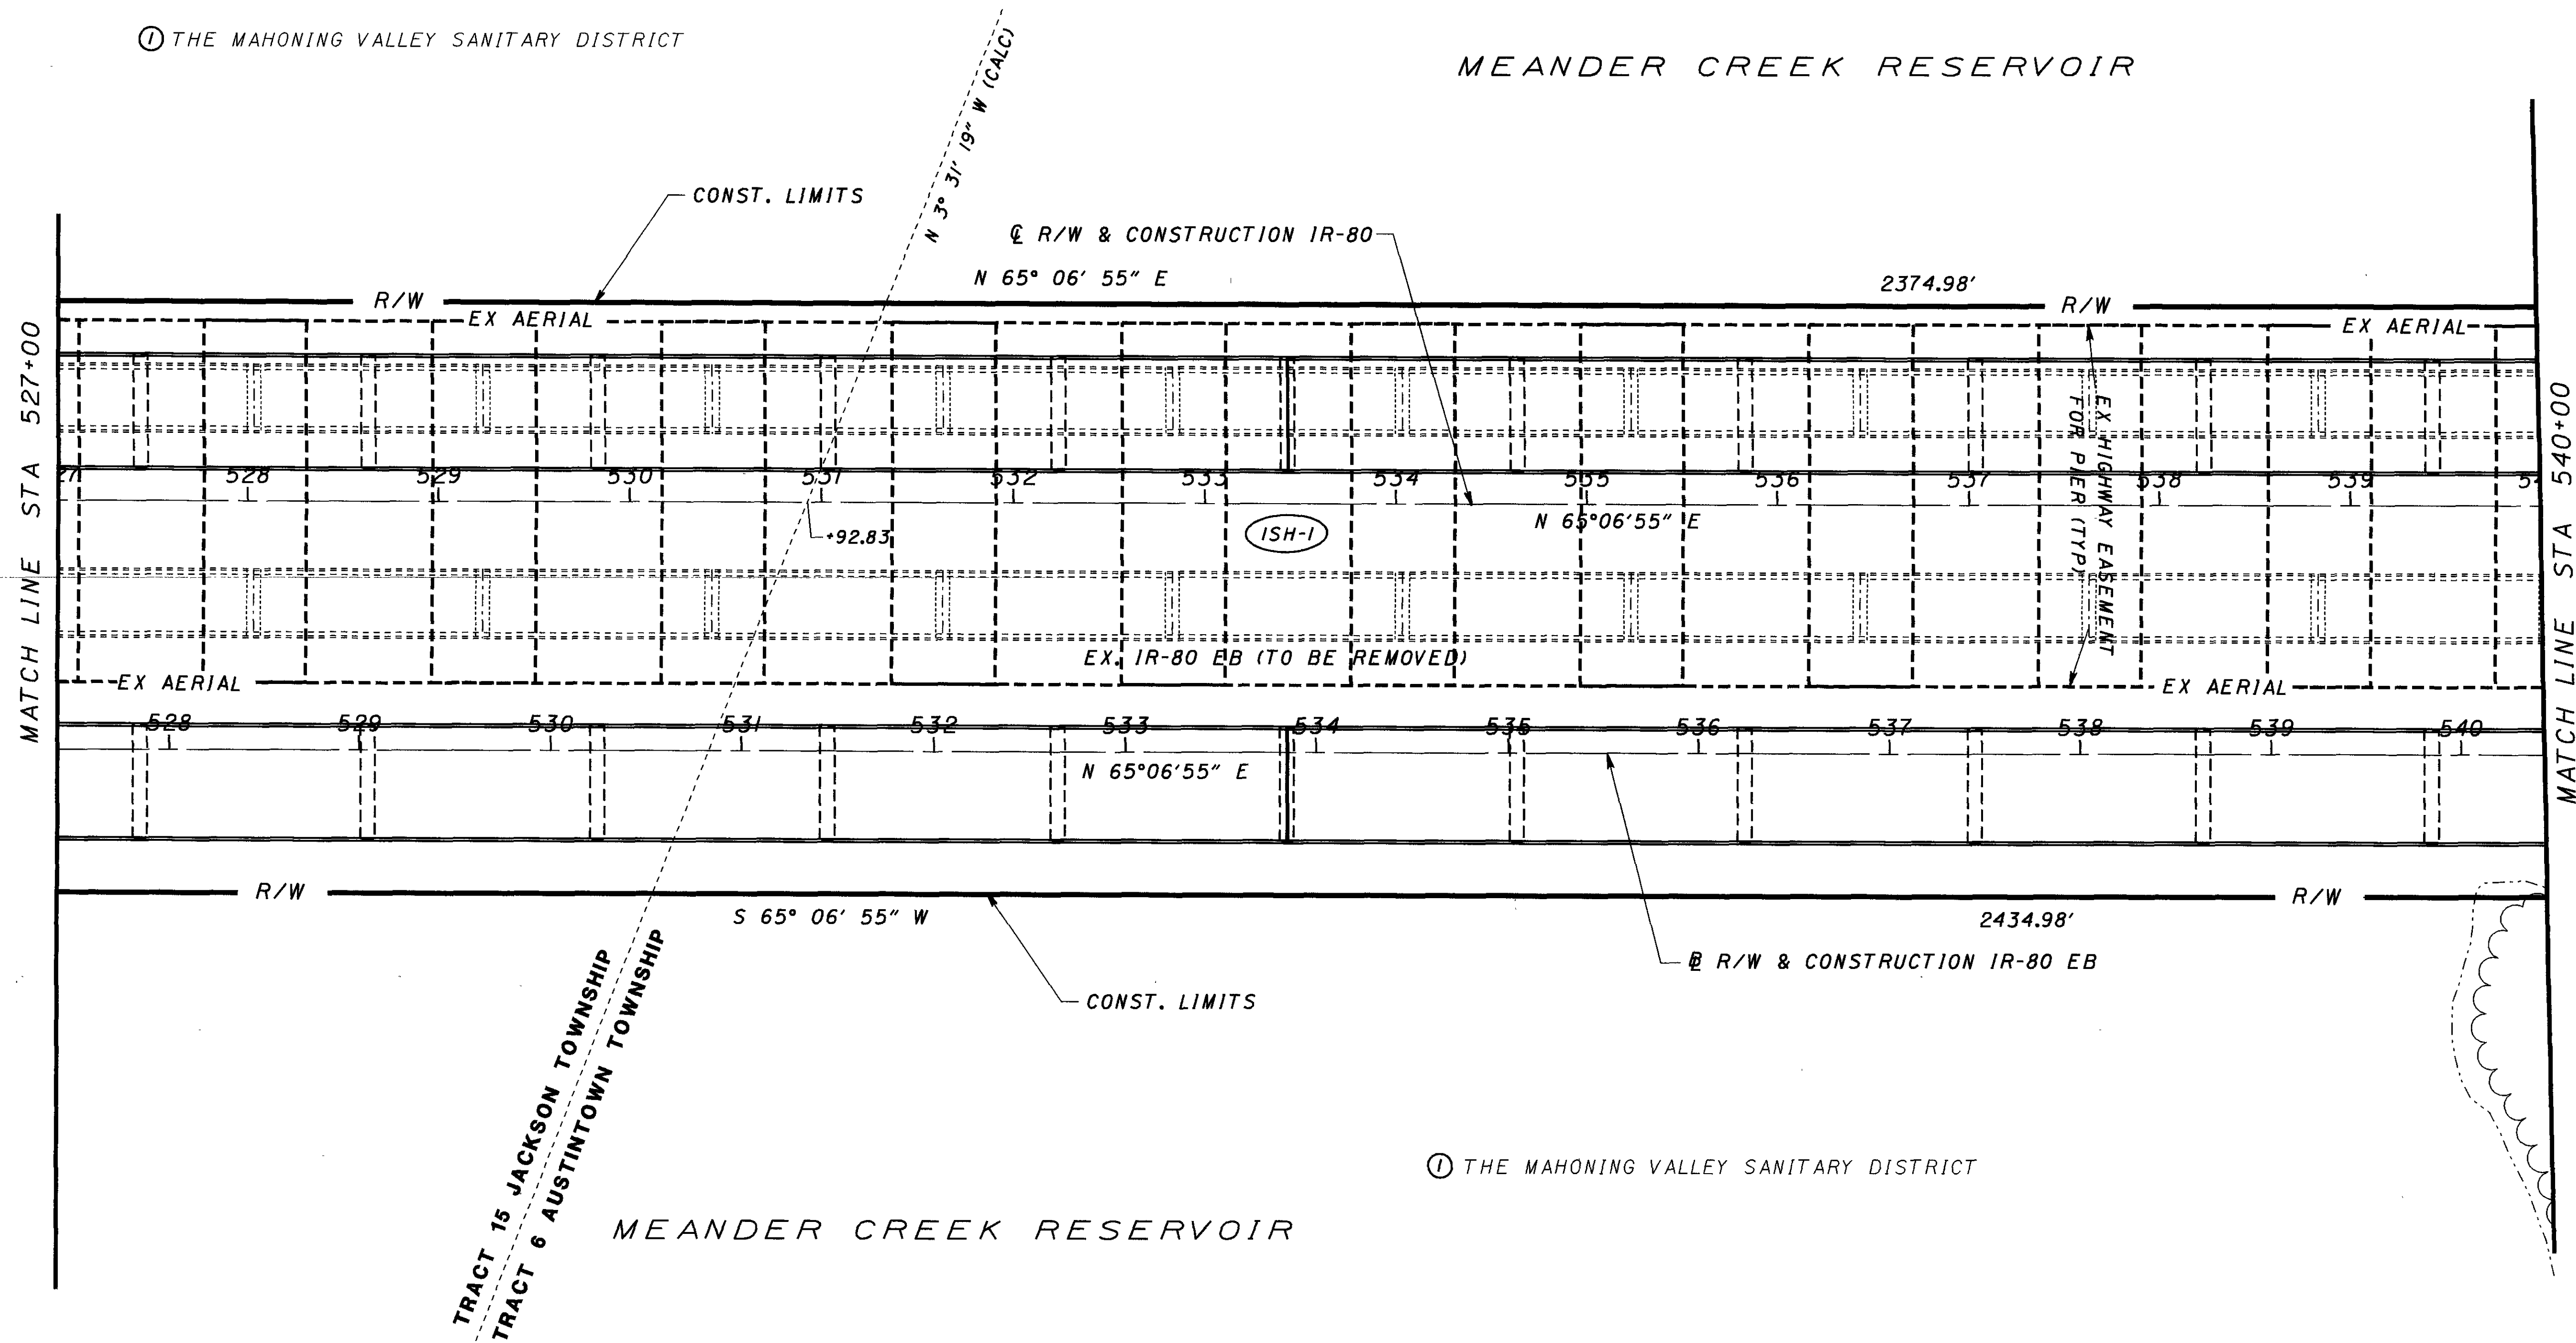 ① THE MAHONING VALLEY SANITARY DISTRICT
MEANDER CREEK RESERVOIR
N 3° 31' 19" W (CALC)
CONST. LIMITS
℄ R/W & CONSTRUCTION IR-80
N 65° 06' 55" E
2374.98'
R/W
R/W
EX AERIAL
EX AERIAL
MATCH LINE STA 527+00
MATCH LINE STA 540+00
27 528 529 530 531 532 533 534 535 536 537 538 539
+92.83
1SH-1
N 65°06'55" E
EX HIGHWAY EASEMENT
FOR PIER (TYP)
EX. IR-80 EB (TO BE REMOVED)
EX AERIAL
EX AERIAL
528 529 530 531 532 533 534 535 536 537 538 539 540
N 65°06'55" E
R/W
R/W
S 65° 06' 55" W
2434.98'
R/W & CONSTRUCTION IR-80 EB
CONST. LIMITS
TRACT 15 JACKSON TOWNSHIP
TRACT 6 AUSTINTOWN TOWNSHIP
① THE MAHONING VALLEY SANITARY DISTRICT
MEANDER CREEK RESERVOIR